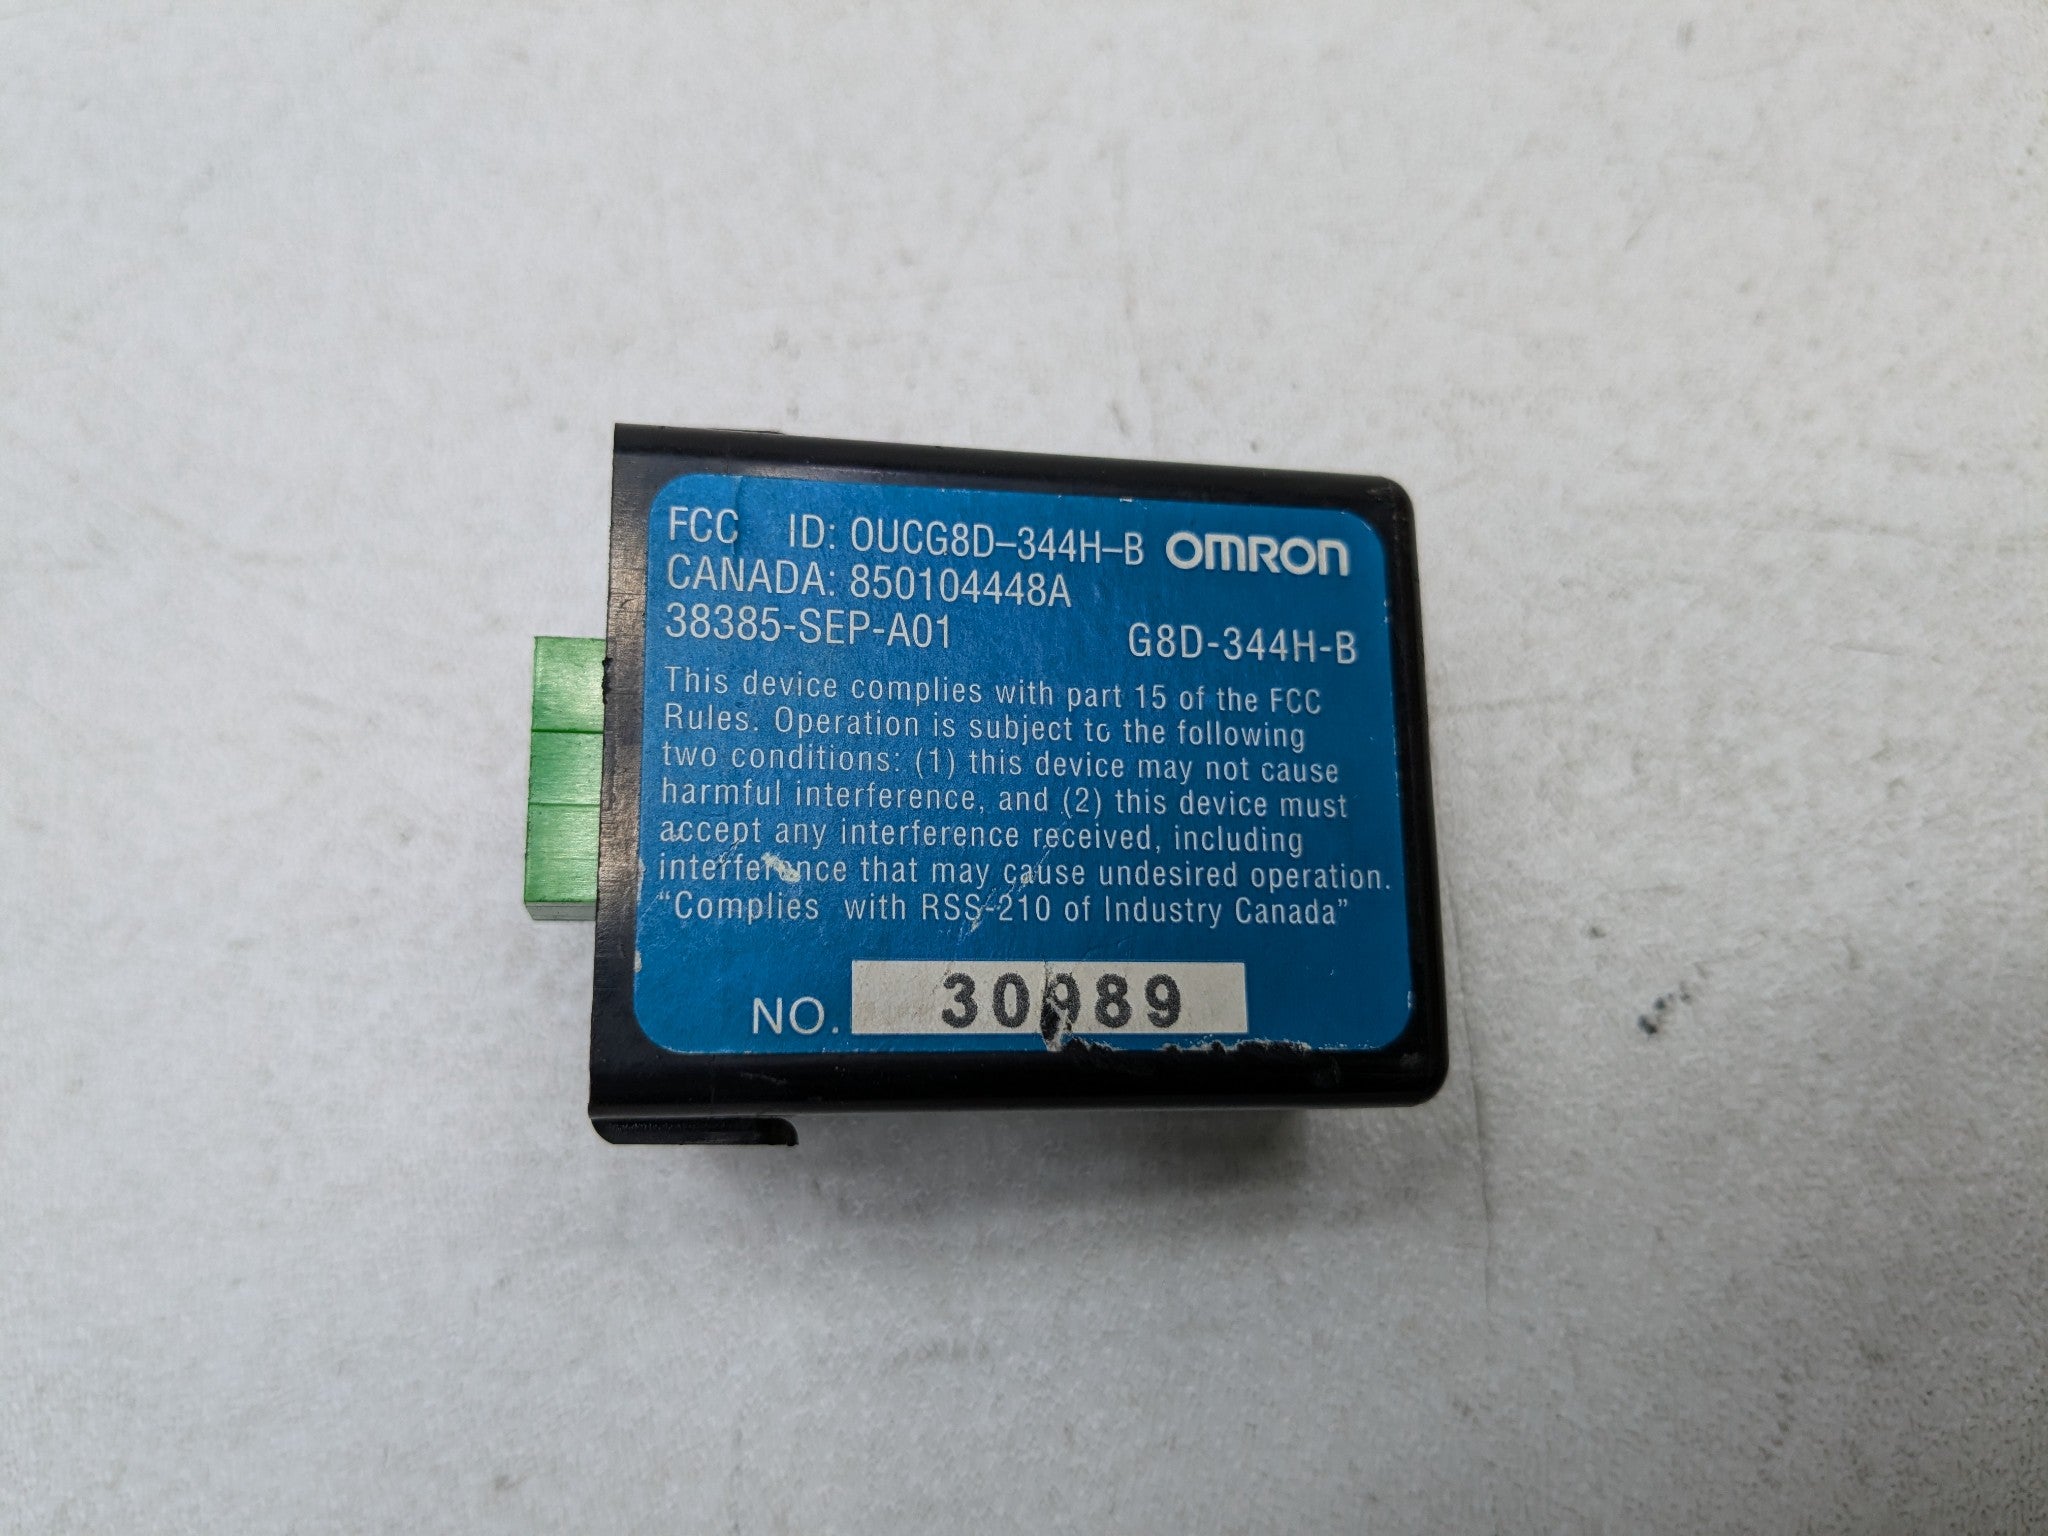 FCC ID: OUCG8D-344H-B OMRON
CANADA: 850104448A
38385-SEP-A01
G8D-344H-B
This device complies with part 15 of the FCC
Rules. Operation is subject to the following
two conditions: (1) this device may not cause
harmful interference, and (2) this device must
accept any interference received, including
interference that may cause undesired operation.
“Complies with RSS-210 of Industry Canada”
NO. 30989